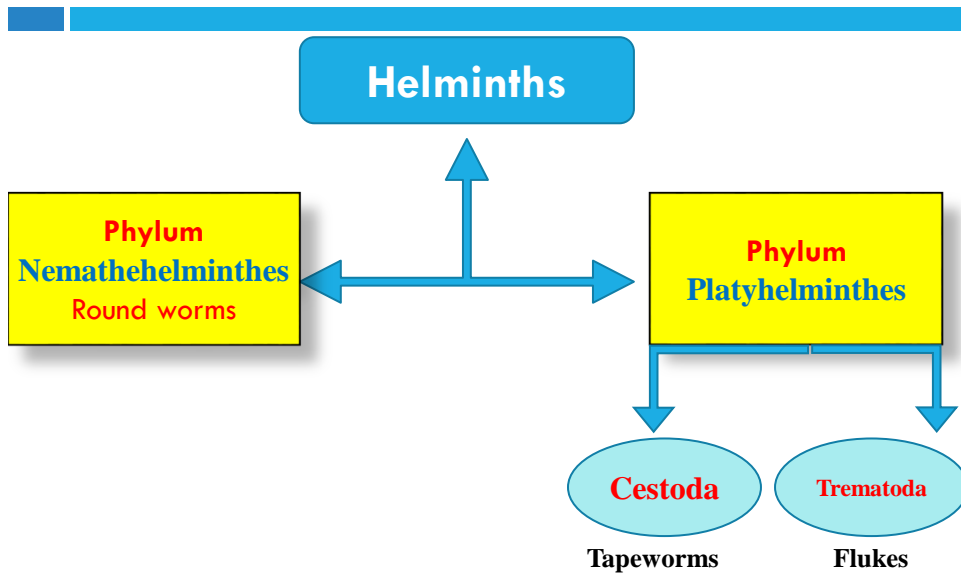 Helminths
Phylum
Nemathehelminthes
Round worms
Phylum
Platyhelminthes
Cestoda
Trematoda
Tapeworms
Flukes